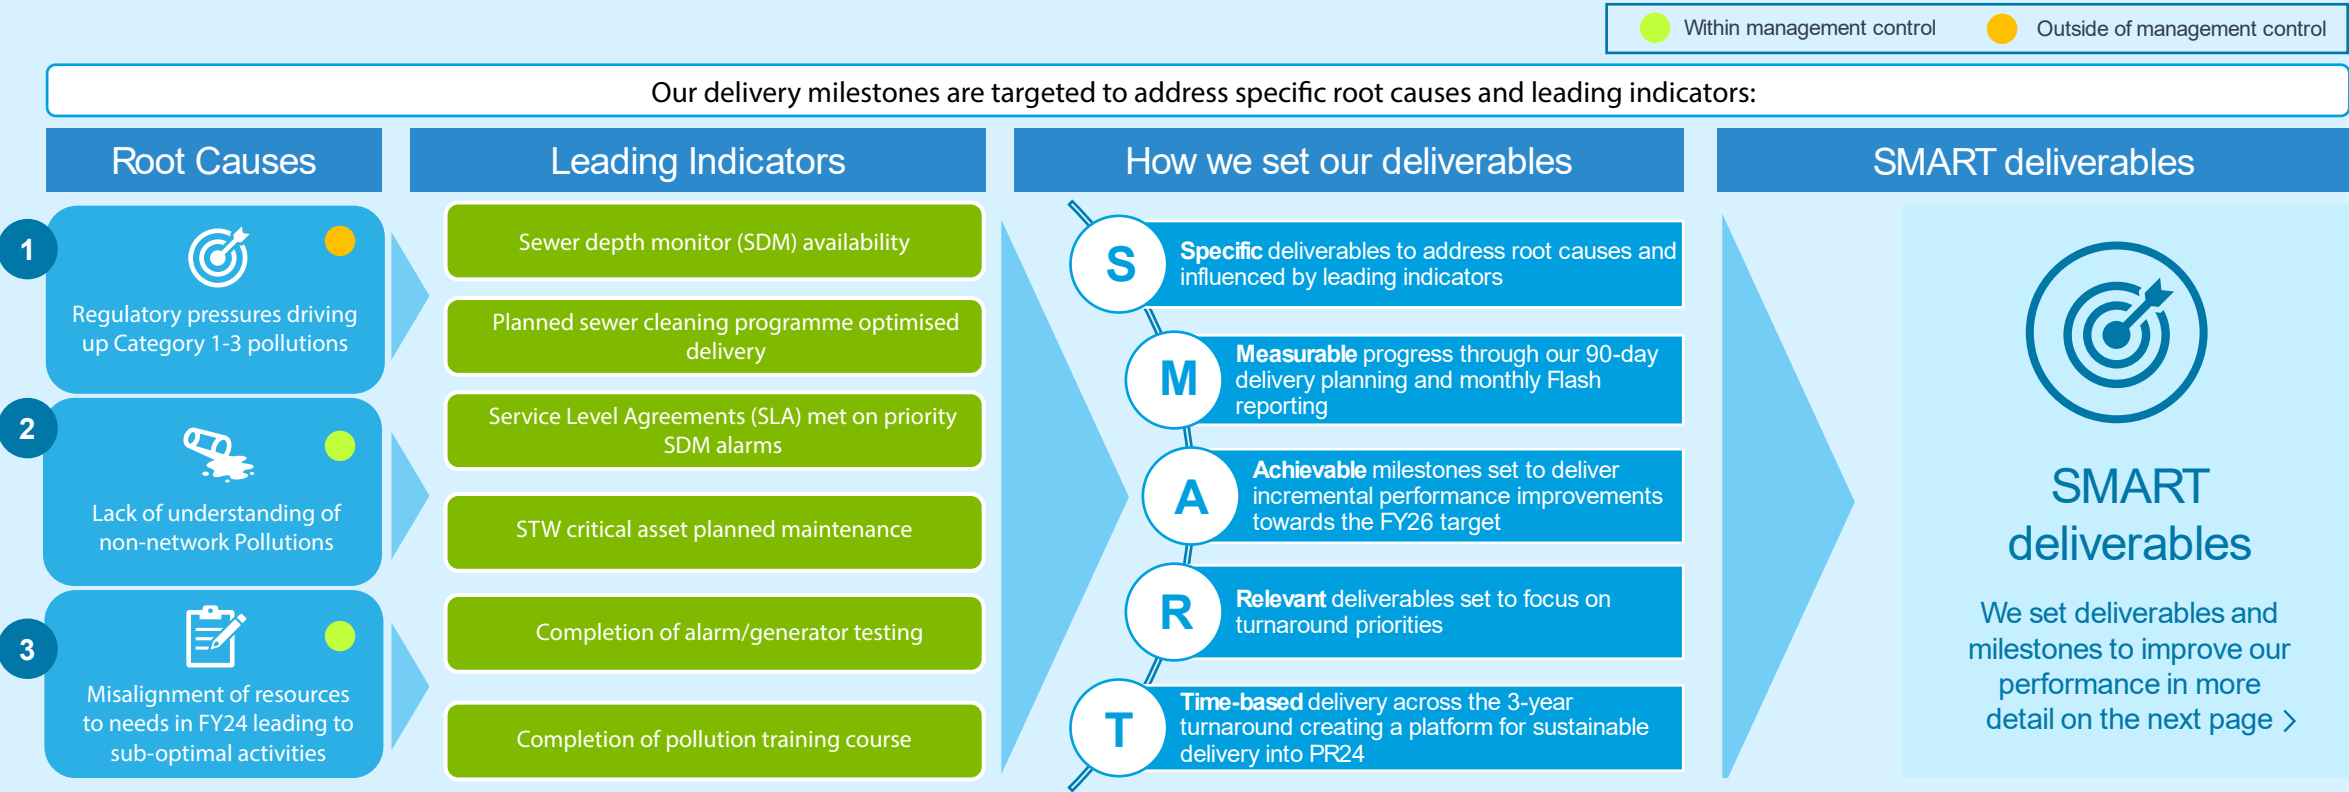 Within management control
Outside of management control
Our delivery milestones are targeted to address specific root causes and leading indicators:
Root Causes
Leading Indicators
How we set our deliverables
SMART deliverables
1
Regulatory pressures driving
up Category 1-3 pollutions
2
Lack of understanding of
non-network Pollutions
3
Misalignment of resources
to needs in FY24 leading to
sub-optimal activities
Sewer depth monitor (SDM) availability
Planned sewer cleaning programme optimised
delivery
Service Level Agreements (SLA) met on priority
SDM alarms
STW critical asset planned maintenance
Completion of alarm/generator testing
Completion of pollution training course
S
Specific deliverables to address root causes and
influenced by leading indicators
M
Measurable progress through our 90-day
delivery planning and monthly Flash
reporting
A
Achievable milestones set to deliver
incremental performance improvements
towards the FY26 target
R
Relevant deliverables set to focus on
turnaround priorities
T
Time-based delivery across the 3-year
turnaround creating a platform for sustainable
delivery into PR24
SMART
deliverables
We set deliverables and
milestones to improve our
performance in more
detail on the next page >